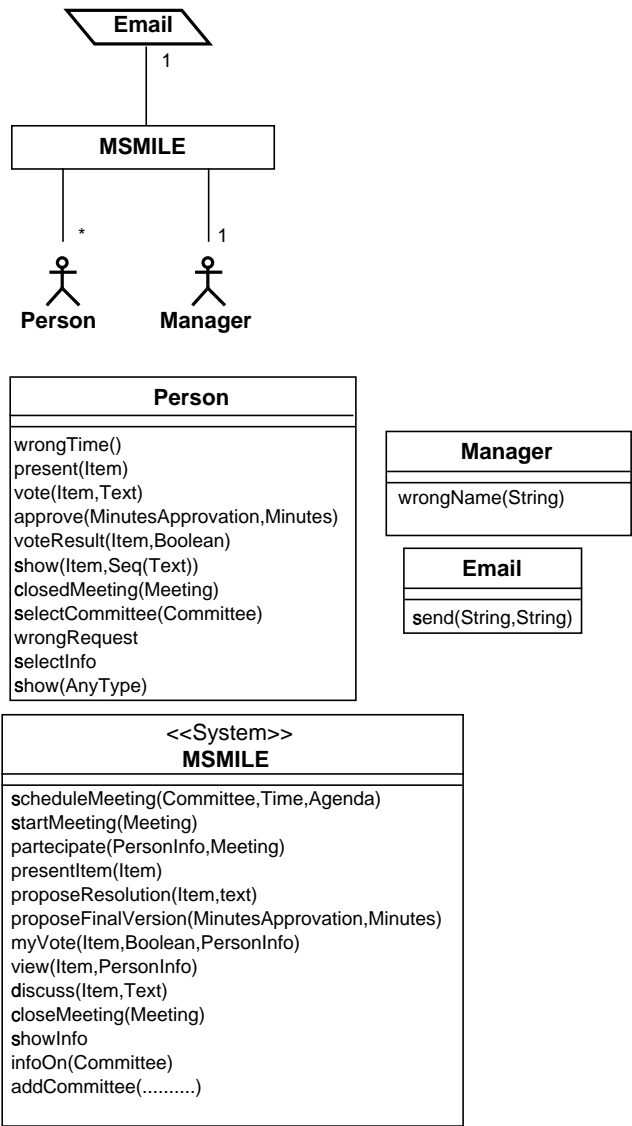 Email
1
MSMILE
*
1
Person
Manager
Person
wrongTime()
present(Item)
vote(Item,Text)
approve(MinutesApprovation,Minutes)
voteResult(Item,Boolean)
show(Item,Seq(Text))
closedMeeting(Meeting)
selectCommittee(Committee)
wrongRequest
selectInfo
show(AnyType)
Manager
wrongName(String)
Email
send(String,String)
<<System>>
MSMILE
scheduleMeeting(Committee,Time,Agenda)
startMeeting(Meeting)
partecipate(PersonInfo,Meeting)
presentItem(Item)
proposeResolution(Item,text)
proposeFinalVersion(MinutesApprovation,Minutes)
myVote(Item,Boolean,PersonInfo)
view(Item,PersonInfo)
discuss(Item,Text)
closeMeeting(Meeting)
showInfo
infoOn(Committee)
addCommittee(..........)